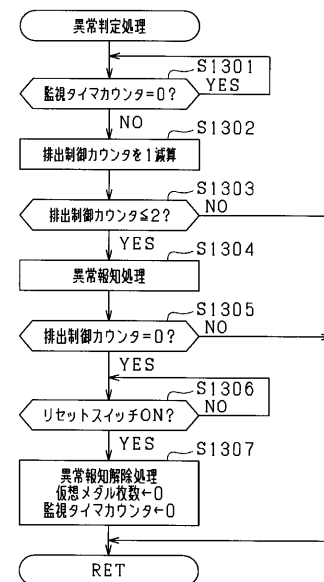 異常判定処理
S1301
監視タイマカウンタ=0?
YES
NO
S1302
排出制御カウンタを1減算
S1303
排出制御カウンタ≦2?
NO
YES
S1304
異常報知処理
S1305
排出制御カウンタ=0?
NO
YES
S1306
リセットスイッチON?
NO
YES
S1307
異常報知解除処理
仮想メダル枚数←0
監視タイマカウンタ←0
RET